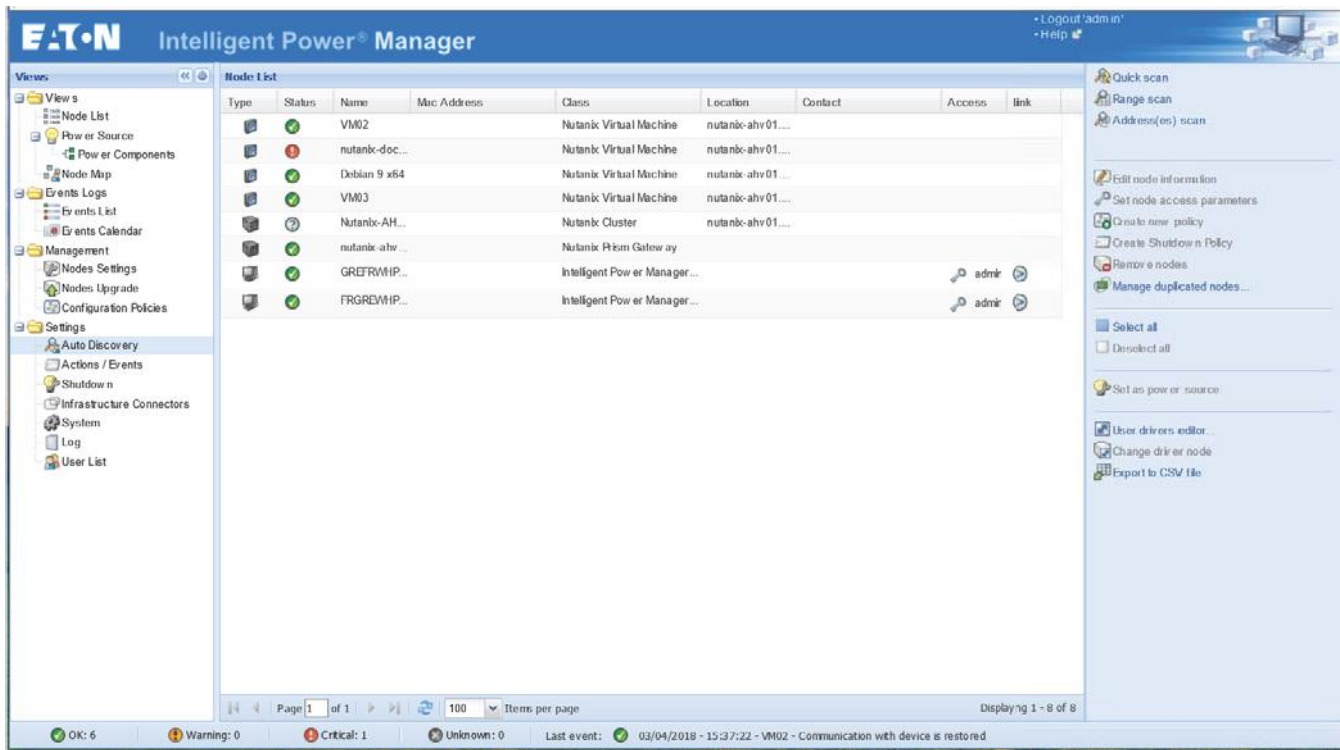 EATON Intelligent Power® Manager
Logout 'admin'
Help
Views
Views
Node List
Power Source
Power Components
Node Map
Events Logs
Events List
Events Calendar
Management
Nodes Settings
Nodes Upgrade
Configuration Policies
Settings
Auto Discovery
Actions / Events
Shutdown
Infrastructure Connectors
System
Log
User List
Node List
Type Status Name Mac Address Class Location Contact Access link
VM02 Nutanix Virtual Machine nutanix-ahv01....
nutanix-doc... Nutanix Virtual Machine nutanix-ahv01....
Debian 9 x64 Nutanix Virtual Machine nutanix-ahv01....
VM03 Nutanix Virtual Machine nutanix-ahv01....
Nutanix-AH... Nutanix Cluster nutanix-ahv01....
nutanix-ahv... Nutanix Prism Gateway
GREFRWHP... Intelligent Power Manager... admir
FRGREWHP... Intelligent Power Manager... admir
Page 1 of 1 100 Items per page Displaying 1 - 8 of 8
Quick scan
Range scan
Address(es) scan
Edit node information
Set node access parameters
Create new policy
Create Shutdown Policy
Remove nodes
Manage duplicated nodes...
Select all
Deselect all
Set as power source
User drivers editor...
Change driver node
Export to CSV file
OK: 6 Warning: 0 Critical: 1 Unknown: 0 Last event: 03/04/2018 - 15:37:22 - VM02 - Communication with device is restored